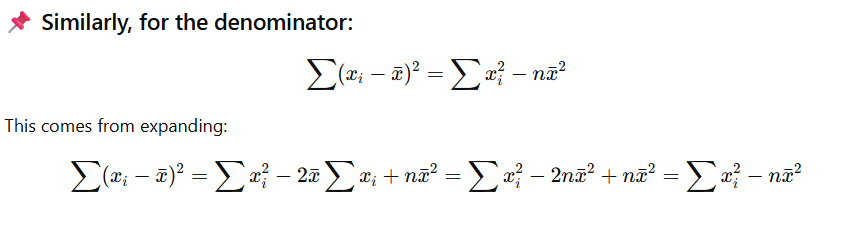 📌 Similarly, for the denominator:
∑(xᵢ − x̄)² = ∑xᵢ² − nx̄²
This comes from expanding:
∑(xᵢ − x̄)² = ∑xᵢ² − 2x̄∑xᵢ + nx̄² = ∑xᵢ² − 2nx̄² + nx̄² = ∑xᵢ² − nx̄²